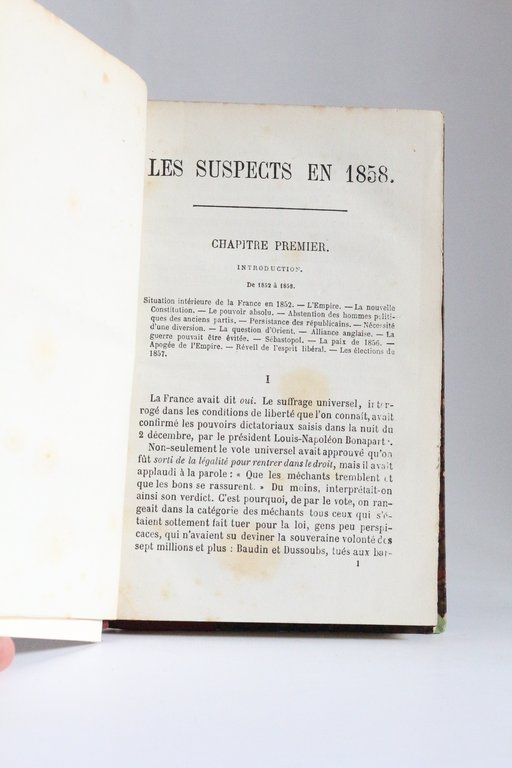 LES SUSPECTS EN 1858.
CHAPITRE PREMIER.
INTRODUCTION.
De 1852 à 1858.
Situation intérieure de la France en 1852. — L'Empire. — La nouvelle
Constitution. — Le pouvoir absolu. — Abstention des hommes politi-
ques des anciens partis. — Persistance des républicains. — Nécessité
d'une diversion. — La question d'Orient. — Alliance anglaise. — La
guerre pouvait être évitée. — Sébastopol. — La paix de 1856. —
Apogée de l'Empire. — Réveil de l'esprit libéral. — Les élections de
1857.
I
La France avait dit oui. Le suffrage universel, inter-
rogé dans les conditions de liberté que l'on connaît, avait
confirmé les pouvoirs dictatoriaux saisis dans la nuit du
2 décembre, par le président Louis-Napoléon Bonaparte.
Non-seulement le vote universel avait approuvé qu'on
fût sorti de la légalité pour rentrer dans le droit, mais il avait
applaudi à la parole : « Que les méchants tremblent et
que les bons se rassurent. » Du moins, interprétait-on
ainsi son verdict. C'est pourquoi, de par le vote, on ran-
geait dans la catégorie des méchants tous ceux qui s'é-
taient sottement fait tuer pour la loi, gens peu perspi-
caces, qui n'avaient su deviner la souveraine volonté des
sept millions et plus : Baudin et Dussoubs, tués aux bar-
1